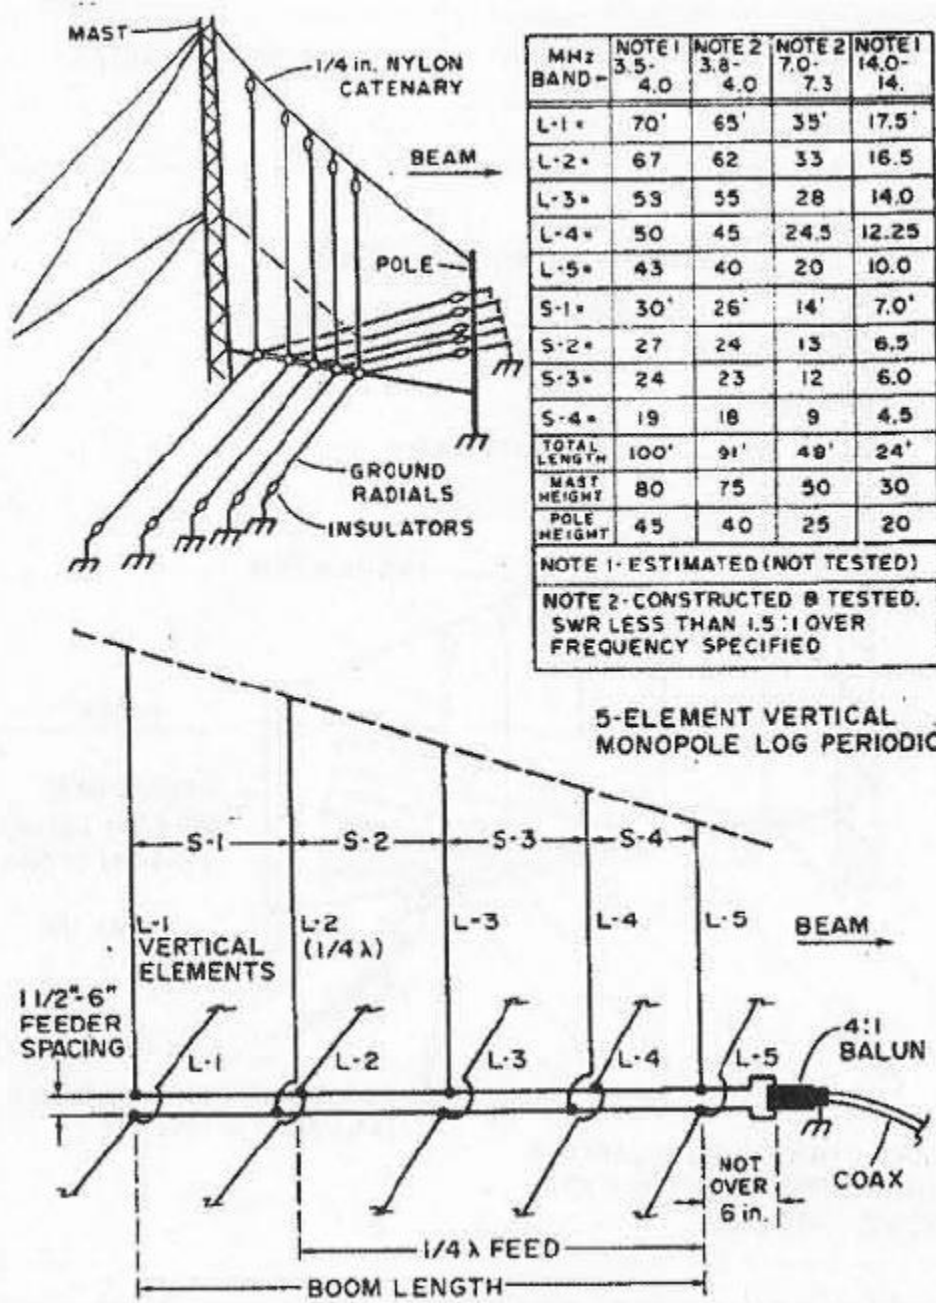 MAST
1/4 in. NYLON
CATENARY
BEAM
POLE
GROUND
RADIALS
INSULATORS
MHz BAND NOTE 1 3.5-4.0 NOTE 2 3.8-4.0 NOTE 2 7.0-7.3 NOTE 1 14.0-14.
L-1= 70' 65' 35' 17.5'
L-2= 67 62 33 16.5
L-3= 59 55 28 14.0
L-4= 50 45 24.5 12.25
L-5= 43 40 20 10.0
S-1= 30' 26' 14' 7.0'
S-2= 27 24 13 6.5
S-3= 24 23 12 6.0
S-4= 19 18 9 4.5
TOTAL LENGTH 100' 91' 48' 24'
MAST HEIGHT 80 75 50 30
POLE HEIGHT 45 40 25 20
NOTE 1- ESTIMATED (NOT TESTED)
NOTE 2- CONSTRUCTED & TESTED.
SWR LESS THAN 1.5:1 OVER
FREQUENCY SPECIFIED
5-ELEMENT VERTICAL
MONOPOLE LOG PERIODIC
S-1 S-2 S-3 S-4
L-1 L-2 L-3 L-4 L-5
VERTICAL
ELEMENTS
(1/4 λ)
BEAM
1 1/2"-6"
FEEDER
SPACING
L-1 L-2 L-3 L-4 L-5
4:1
BALUN
COAX
NOT
OVER
6 in.
1/4 λ FEED
BOOM LENGTH